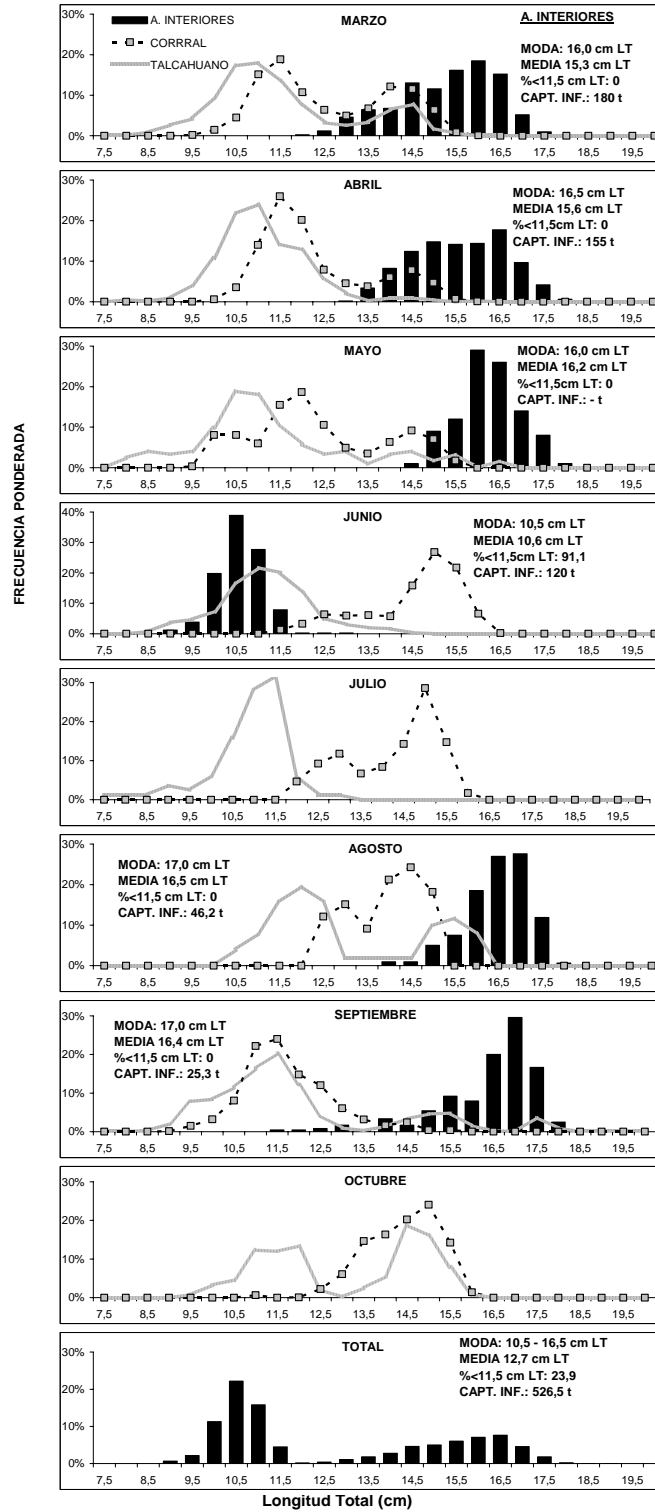 FRECUENCIA PONDERADA
MARZO
A. INTERIORES
CORRRAL
TALCAHUANO
A. INTERIORES
MODA: 16,0 cm LT
MEDIA 15,3 cm LT
%<11,5 cm LT: 0
CAPT. INF.: 180 t
30%
20%
10%
0%
7,5 8,5 9,5 10,5 11,5 12,5 13,5 14,5 15,5 16,5 17,5 18,5 19,5
ABRIL
MODA: 16,5 cm LT
MEDIA 15,6 cm LT
%<11,5cm LT: 0
CAPT. INF.: 155 t
30%
20%
10%
0%
7,5 8,5 9,5 10,5 11,5 12,5 13,5 14,5 15,5 16,5 17,5 18,5 19,5
MAYO
MODA: 16,0 cm LT
MEDIA 16,2 cm LT
%<11,5cm LT: 0
CAPT. INF.: - t
30%
20%
10%
0%
7,5 8,5 9,5 10,5 11,5 12,5 13,5 14,5 15,5 16,5 17,5 18,5 19,5
JUNIO
MODA: 10,5 cm LT
MEDIA 10,6 cm LT
%<11,5cm LT: 91,1
CAPT. INF.: 120 t
40%
30%
20%
10%
0%
7,5 8,5 9,5 10,5 11,5 12,5 13,5 14,5 15,5 16,5 17,5 18,5 19,5
JULIO
30%
20%
10%
0%
7,5 8,5 9,5 10,5 11,5 12,5 13,5 14,5 15,5 16,5 17,5 18,5 19,5
AGOSTO
MODA: 17,0 cm LT
MEDIA 16,5 cm LT
%<11,5 cm LT: 0
CAPT. INF.: 46,2 t
30%
20%
10%
0%
7,5 8,5 9,5 10,5 11,5 12,5 13,5 14,5 15,5 16,5 17,5 18,5 19,5
SEPTIEMBRE
MODA: 17,0 cm LT
MEDIA 16,4 cm LT
%<11,5 cm LT: 0
CAPT. INF.: 25,3 t
30%
20%
10%
0%
7,5 8,5 9,5 10,5 11,5 12,5 13,5 14,5 15,5 16,5 17,5 18,5 19,5
OCTUBRE
30%
20%
10%
0%
7,5 8,5 9,5 10,5 11,5 12,5 13,5 14,5 15,5 16,5 17,5 18,5 19,5
TOTAL
MODA: 10,5 - 16,5 cm LT
MEDIA 12,7 cm LT
%<11,5 cm LT: 23,9
CAPT. INF.: 526,5 t
30%
20%
10%
0%
7,5 8,5 9,5 10,5 11,5 12,5 13,5 14,5 15,5 16,5 17,5 18,5 19,5
Longitud Total (cm)